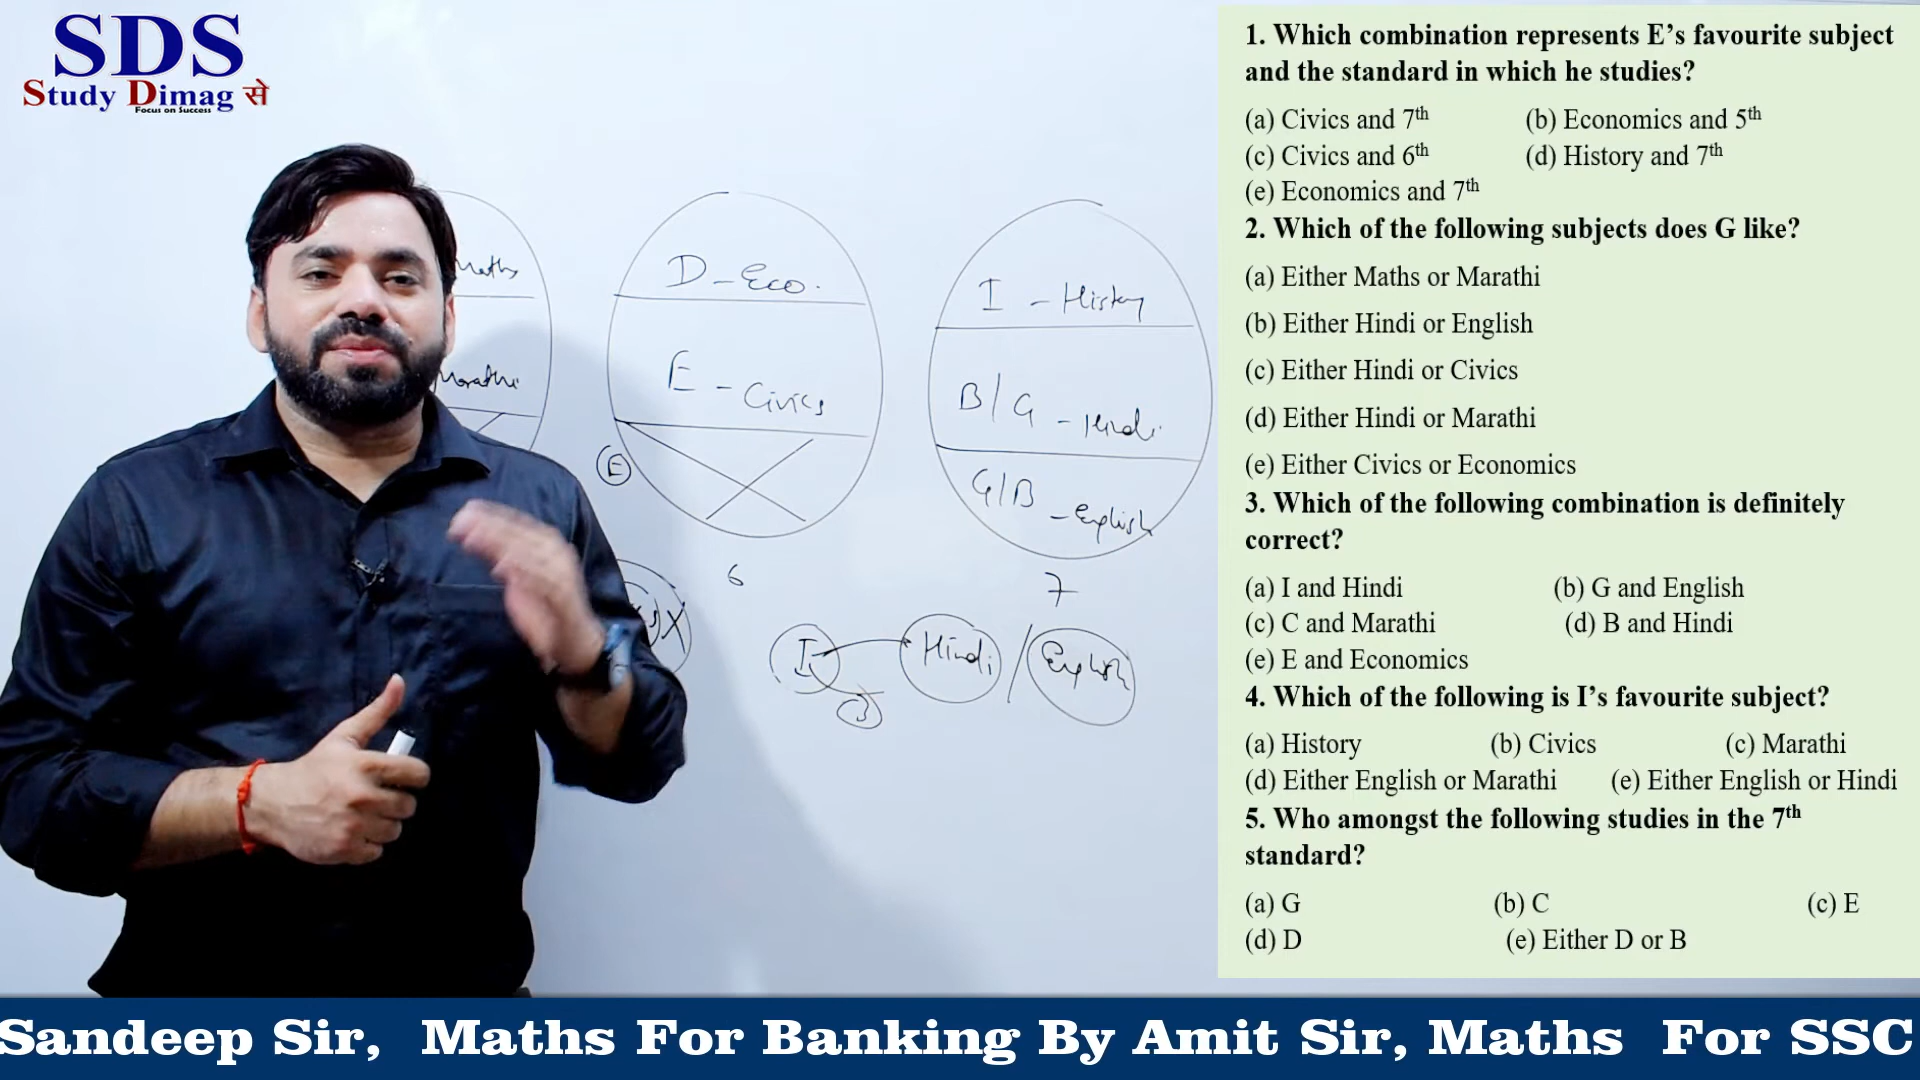 SDS
Study Dimag से
Focus on Success
Maths
Marathi
D - Eco.
E - Civics
E
6
I - History
B/G - Hindi
G/B - English
7
I
Hindi / English
1. Which combination represents E’s favourite subject
and the standard in which he studies?
(a) Civics and 7th (b) Economics and 5th
(c) Civics and 6th (d) History and 7th
(e) Economics and 7th
2. Which of the following subjects does G like?
(a) Either Maths or Marathi
(b) Either Hindi or English
(c) Either Hindi or Civics
(d) Either Hindi or Marathi
(e) Either Civics or Economics
3. Which of the following combination is definitely
correct?
(a) I and Hindi (b) G and English
(c) C and Marathi (d) B and Hindi
(e) E and Economics
4. Which of the following is I’s favourite subject?
(a) History (b) Civics (c) Marathi
(d) Either English or Marathi (e) Either English or Hindi
5. Who amongst the following studies in the 7th
standard?
(a) G (b) C (c) E
(d) D (e) Either D or B
Sandeep Sir, Maths For Banking By Amit Sir, Maths For SSC